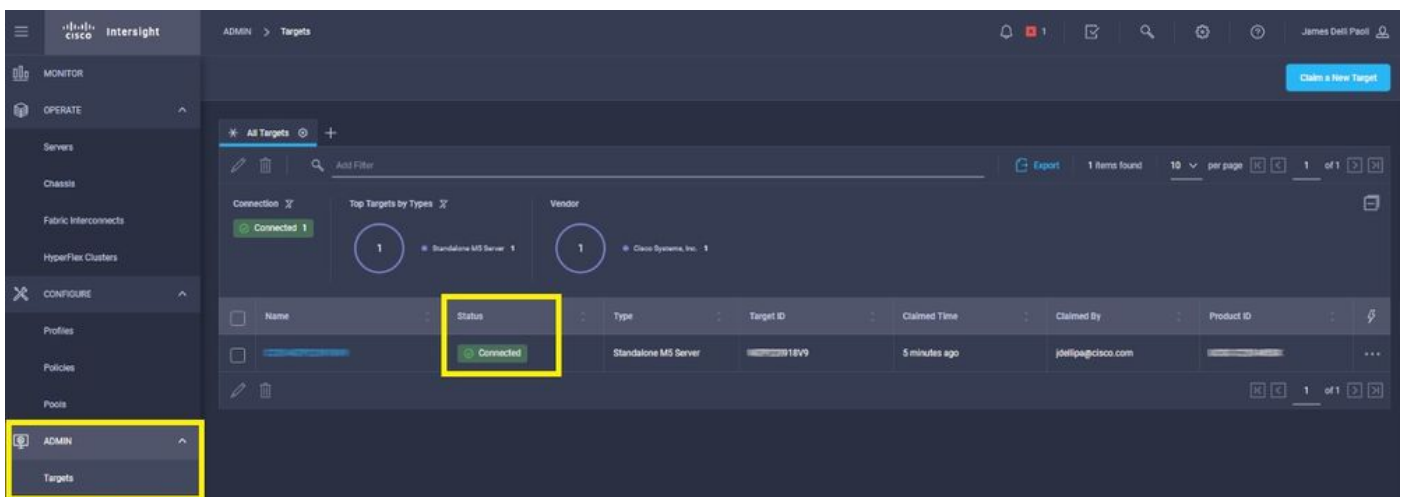 cisco Intersight
ADMIN > Targets
1
James Delli Paoli
MONITOR
Claim a New Target
OPERATE
All Targets
Servers
Add Filter
Export
1 items found
10 per page
1 of 1
Chassis
Connection
Top Targets by Types
Vendor
Connected 1
Fabric Interconnects
1
Standalone M5 Server 1
1
Cisco Systems, Inc. 1
HyperFlex Clusters
CONFIGURE
Name
Status
Type
Target ID
Claimed Time
Claimed By
Product ID
Profiles
Connected
Standalone M5 Server
918V9
5 minutes ago
jdellipa@cisco.com
Policies
Pools
1 of 1
ADMIN
Targets